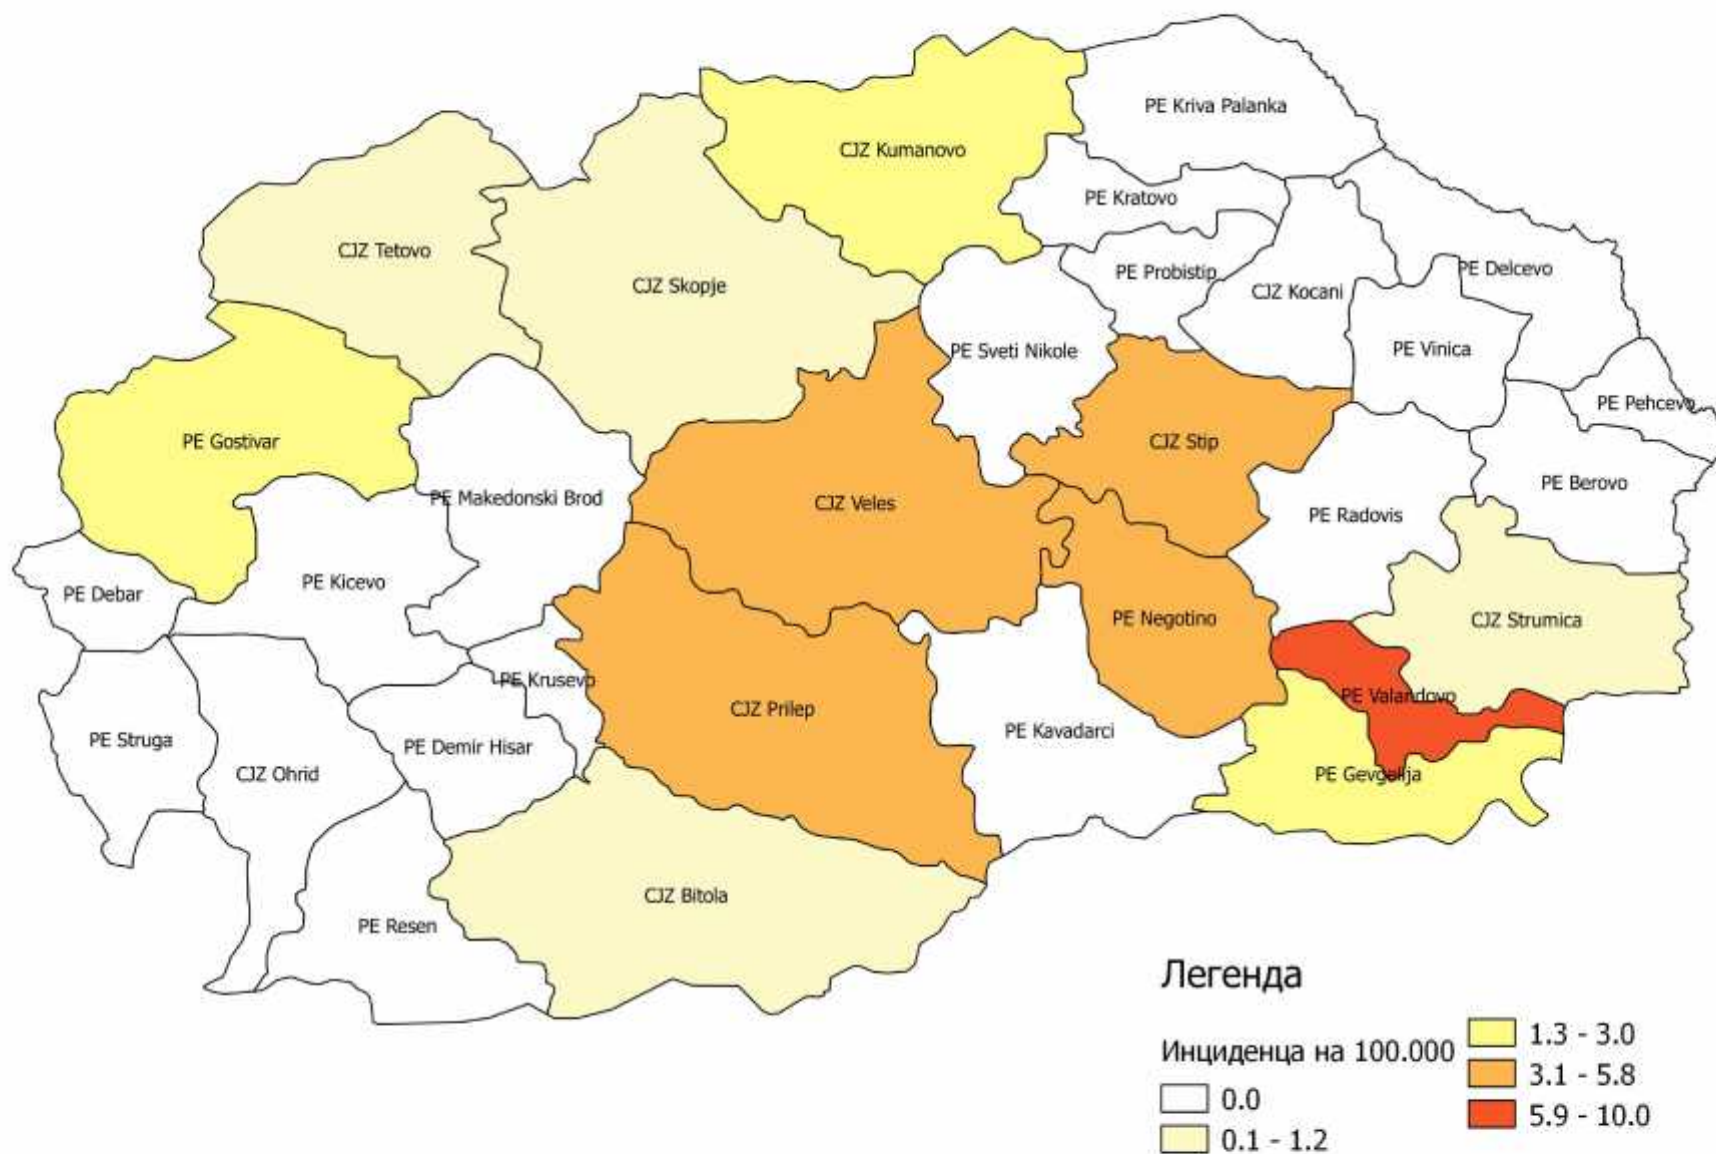 PE Kriva Palanka
CJZ Kumanovo
PE Kratovo
CJZ Tetovo
PE Probistip
PE Delcevo
CJZ Skopje
CJZ Kocani
PE Sveti Nikole
PE Vinica
PE Pehcevo
PE Gostivar
CJZ Stip
PE Makedonski Brod
CJZ Veles
PE Berovo
PE Radovis
PE Kicevo
PE Debar
PE Negotino
CJZ Strumica
PE Krusevo
PE Valandovo
CJZ Prilep
PE Kavadarci
PE Struga
PE Demir Hisar
CJZ Ohrid
PE Gevgelija
CJZ Bitola
PE Resen
Легенда
Инциденца на 100.000
0.0
0.1 - 1.2
1.3 - 3.0
3.1 - 5.8
5.9 - 10.0